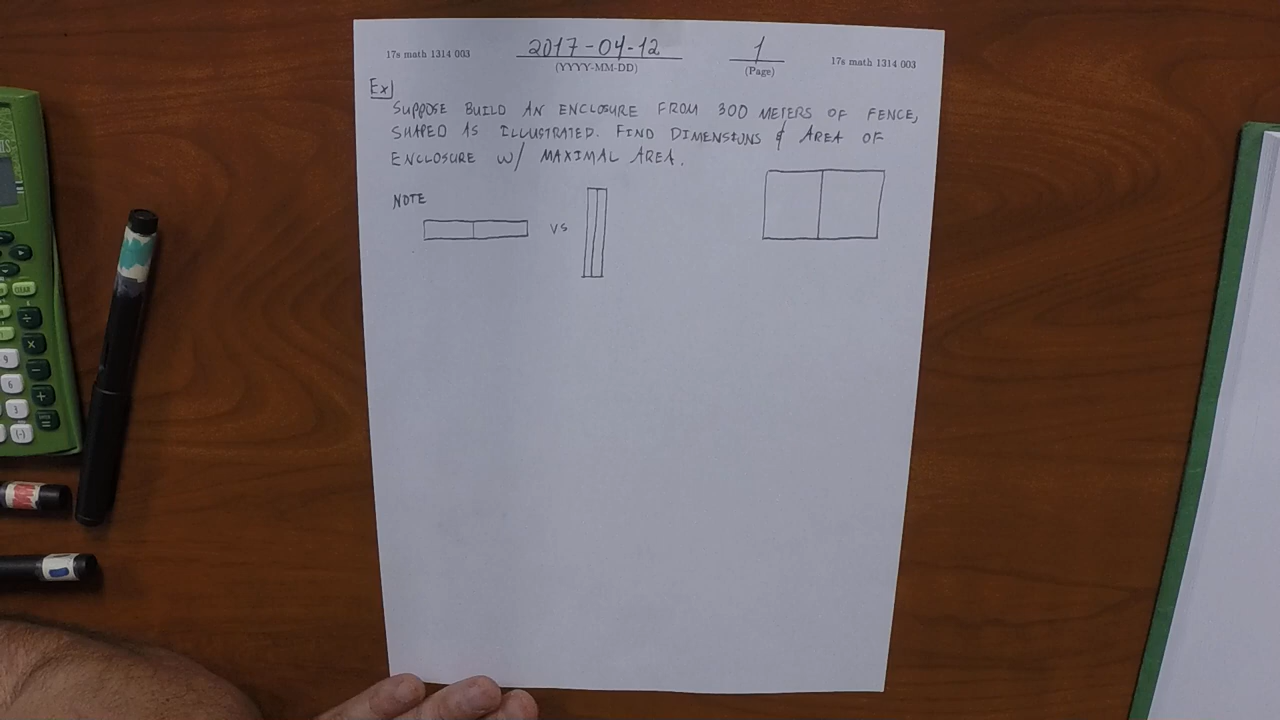 17s math 1314 003 2017-04-12 1 17s math 1314 003
(YYYY-MM-DD) (Page)
Ex)
SUPPOSE BUILD AN ENCLOSURE FROM 300 METERS OF FENCE,
SHAPED AS ILLUSTRATED. FIND DIMENSIONS & AREA OF
ENCLOSURE W/ MAXIMAL AREA.
NOTE
VS